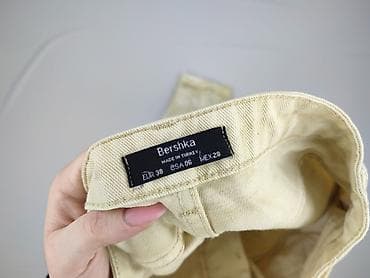 Bershka
MADE IN TURKEY
EUR 38 USA 06 MEX 28